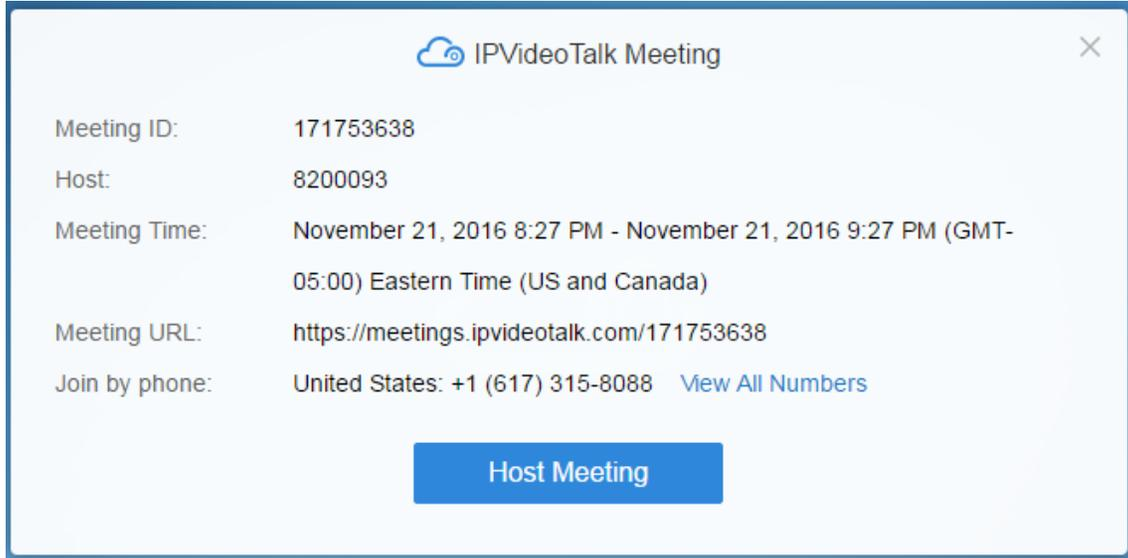 IPVideoTalk Meeting
Meeting ID: 171753638
Host: 8200093
Meeting Time: November 21, 2016 8:27 PM - November 21, 2016 9:27 PM (GMT-
05:00) Eastern Time (US and Canada)
Meeting URL: https://meetings.ipvideotalk.com/171753638
Join by phone: United States: +1 (617) 315-8088 View All Numbers
Host Meeting